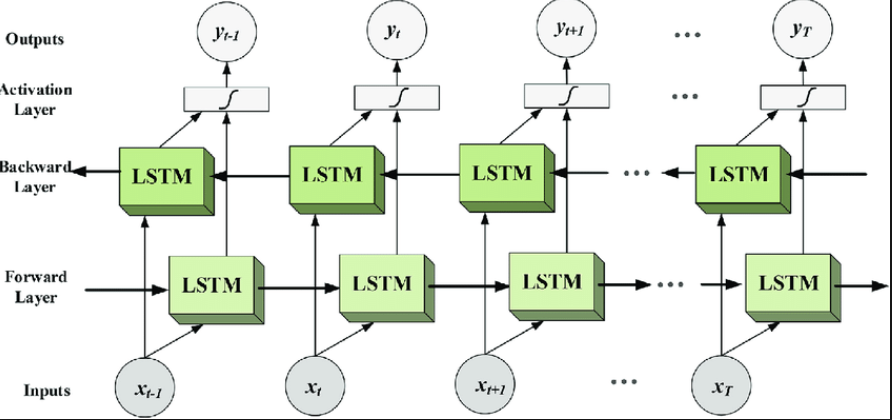 Outputs
y_{t-1}
y_t
y_{t+1}
...
y_T
Activation
Layer
∫ ∫ ∫ ... ∫
Backward
Layer
LSTM LSTM LSTM ... LSTM
Forward
Layer
LSTM LSTM LSTM ... LSTM
Inputs
x_{t-1}
x_t
x_{t+1}
...
x_T